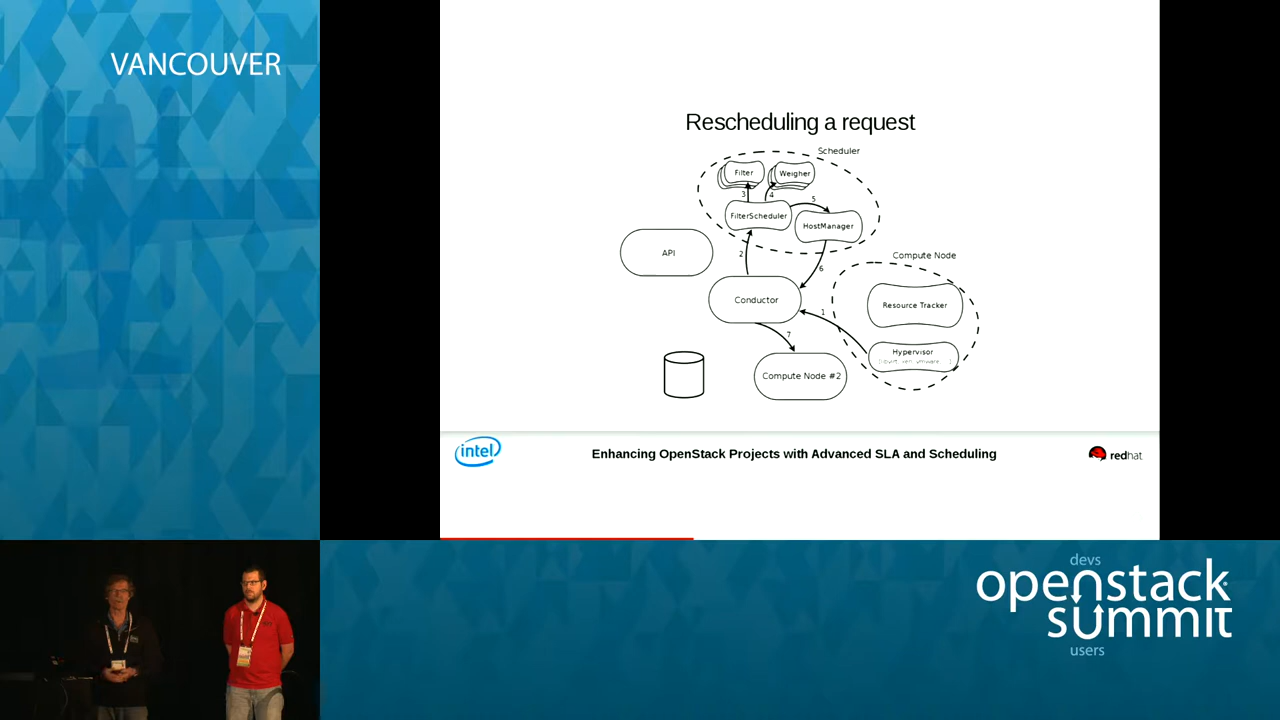 VANCOUVER
Rescheduling a request
Scheduler
Filter
Weigher
3
4
5
FilterScheduler
HostManager
API
2
6
Compute Node
Conductor
Resource Tracker
1
7
Hypervisor
Compute Node #2
intel
Enhancing OpenStack Projects with Advanced SLA and Scheduling
redhat
devs
openstack
summit
users